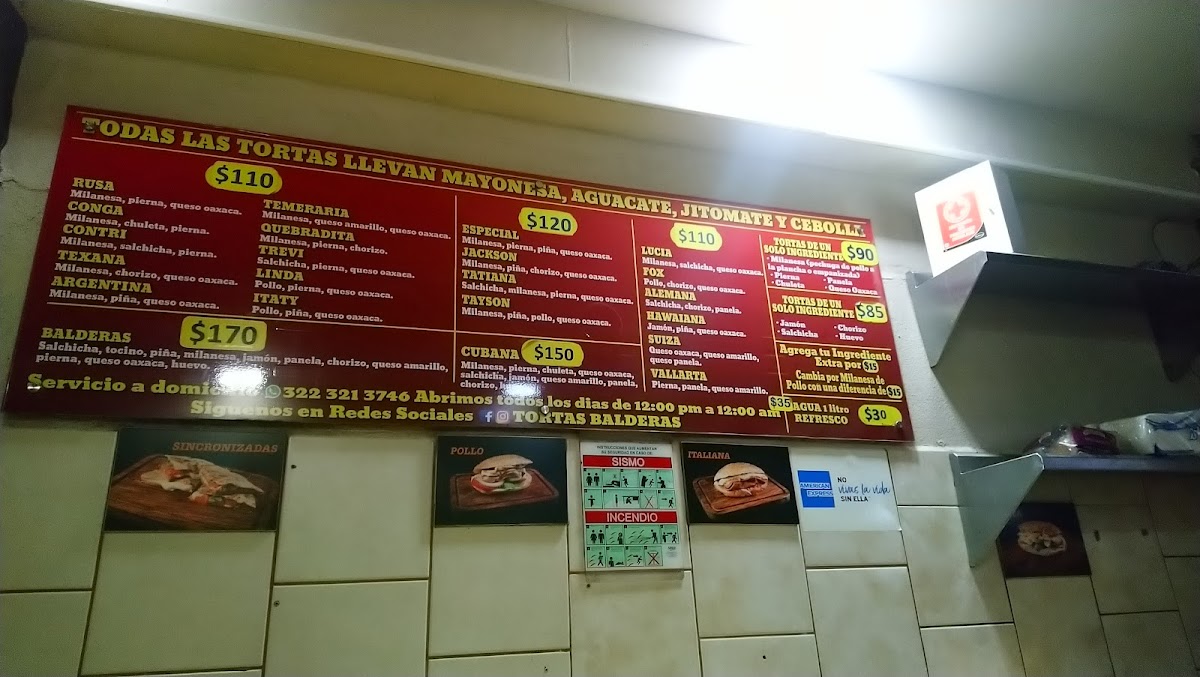 TODAS LAS TORTAS LLEVAN MAYONESA, AGUACATE, JITOMATE Y CEBOLLA
$110
RUSA
Milanesa, pierna, queso oaxaca.
CONGA
Milanesa, chuleta, pierna.
CONTRI
Milanesa, salchicha, pierna.
TEXANA
Milanesa, chorizo, queso oaxaca.
ARGENTINA
Milanesa, piña, queso oaxaca.
TEMERARIA
Milanesa, queso amarillo, queso oaxaca.
QUEBRADITA
Milanesa, pierna, chorizo.
TREVI
Salchicha, pierna, queso oaxaca.
LINDA
Pollo, pierna, queso oaxaca.
ITATY
Pollo, piña, queso oaxaca.
BALDERAS
$170
Salchicha, tocino, piña, milanesa, jamón, panela, chorizo, queso amarillo,
pierna, queso oaxaca, huevo,
$120
ESPECIAL
Milanesa, pierna, piña, queso oaxaca.
JACKSON
Milanesa, piña, chorizo, queso oaxaca.
TATIANA
Salchicha, milanesa, pierna, queso oaxaca.
TAYSON
Milanesa, piña, pollo, queso oaxaca.
CUBANA
$150
Milanesa, pierna, chuleta, queso oaxaca,
salchicha, jamón, queso amarillo, panela,
chorizo,
$110
LUCIA
Milanesa, salchicha, queso oaxaca.
FOX
Pollo, chorizo, queso oaxaca.
ALEMANA
Salchicha, chorizo, panela.
HAWAIANA
Jamón, piña, queso oaxaca.
SUIZA
Queso oaxaca, queso amarillo,
queso panela.
VALLARTA
Pierna, panela, queso amarillo.
TORTAS DE UN
SOLO INGREDIENTE
$90
• Milanesa (pechuga de pollo a
la plancha o empanizada)
• Pierna
• Chuleta
• Panela
• Queso Oaxaca
TORTAS DE UN
SOLO INGREDIENTE
$85
• Jamón
• Salchicha
• Chorizo
• Huevo
Agrega tu Ingrediente
Extra por $15
Cambia por Milanesa de
Pollo con una diferencia de $15
$35
AGUA 1 litro
REFRESCO
$30
Servicio a domicilio 322 321 3746 Abrimos todos los dias de 12:00 pm a 12:00 am
Siguenos en Redes Sociales TORTAS BALDERAS
SINCRONIZADAS
POLLO
SISMO
INCENDIO
ITALIANA
AMERICAN
EXPRESS
NO
vivas la vida
SIN ELLA